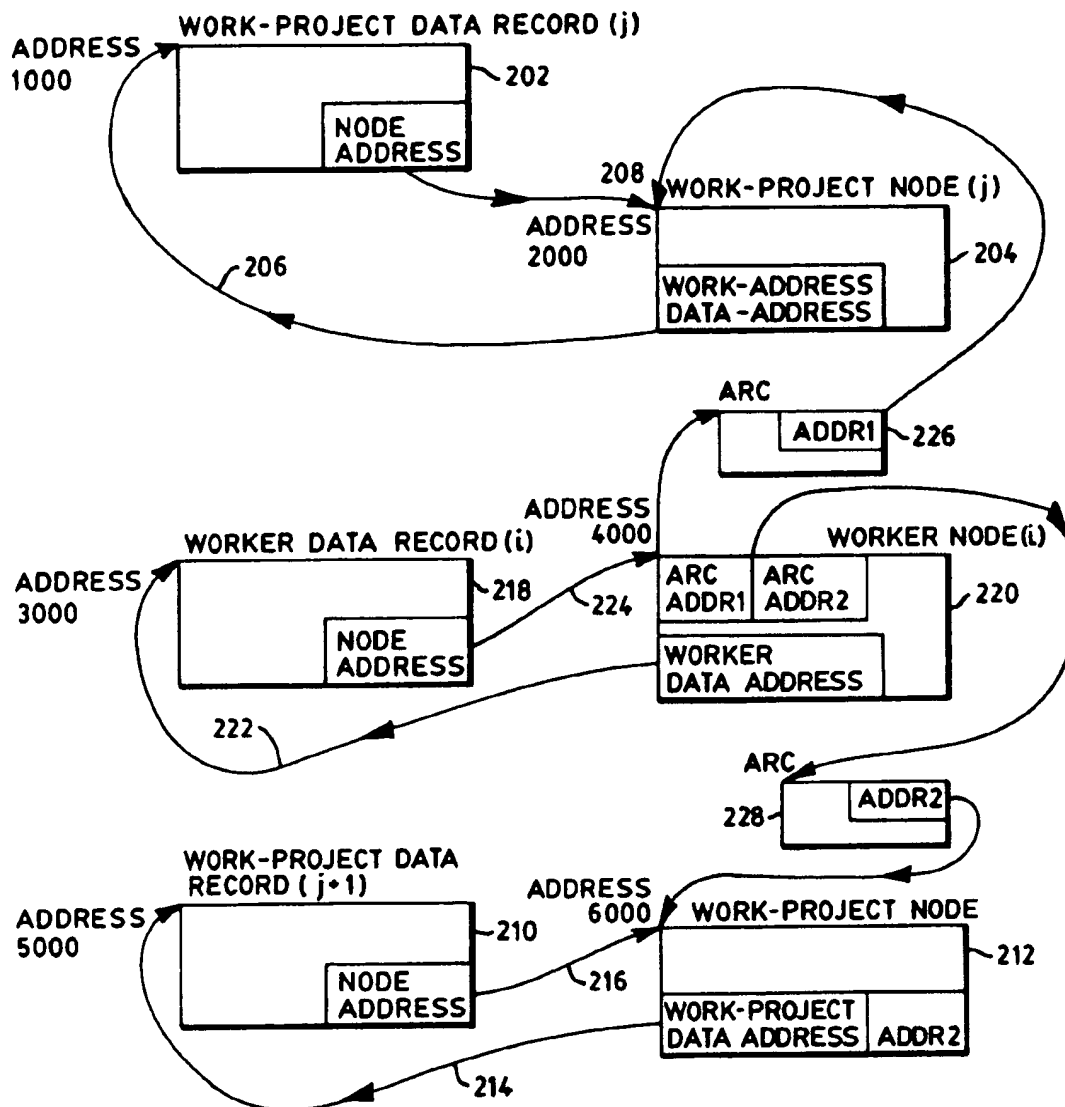 WORK-PROJECT DATA RECORD (j)
ADDRESS
1000
202
NODE
ADDRESS
208
WORK-PROJECT NODE (j)
ADDRESS
2000
204
206
WORK-ADDRESS
DATA-ADDRESS
ARC
ADDR1
226
ADDRESS
4000
WORKER DATA RECORD (i)
WORKER NODE (i)
ADDRESS
3000
218
224
ARC
ADDR1
ARC
ADDR2
220
NODE
ADDRESS
WORKER
DATA ADDRESS
222
ARC
ADDR2
228
WORK-PROJECT DATA
RECORD (j+1)
ADDRESS
5000
ADDRESS
6000
WORK-PROJECT NODE
210
212
NODE
ADDRESS
216
WORK-PROJECT
DATA ADDRESS
ADDR2
214